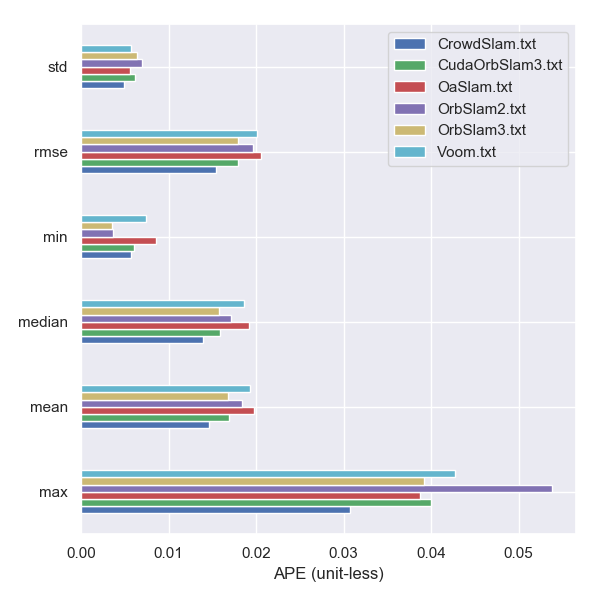 CrowdSlam.txt
CudaOrbSlam3.txt
OaSlam.txt
OrbSlam2.txt
OrbSlam3.txt
Voom.txt
std
rmse
min
median
mean
max
0.00 0.01 0.02 0.03 0.04 0.05
APE (unit-less)